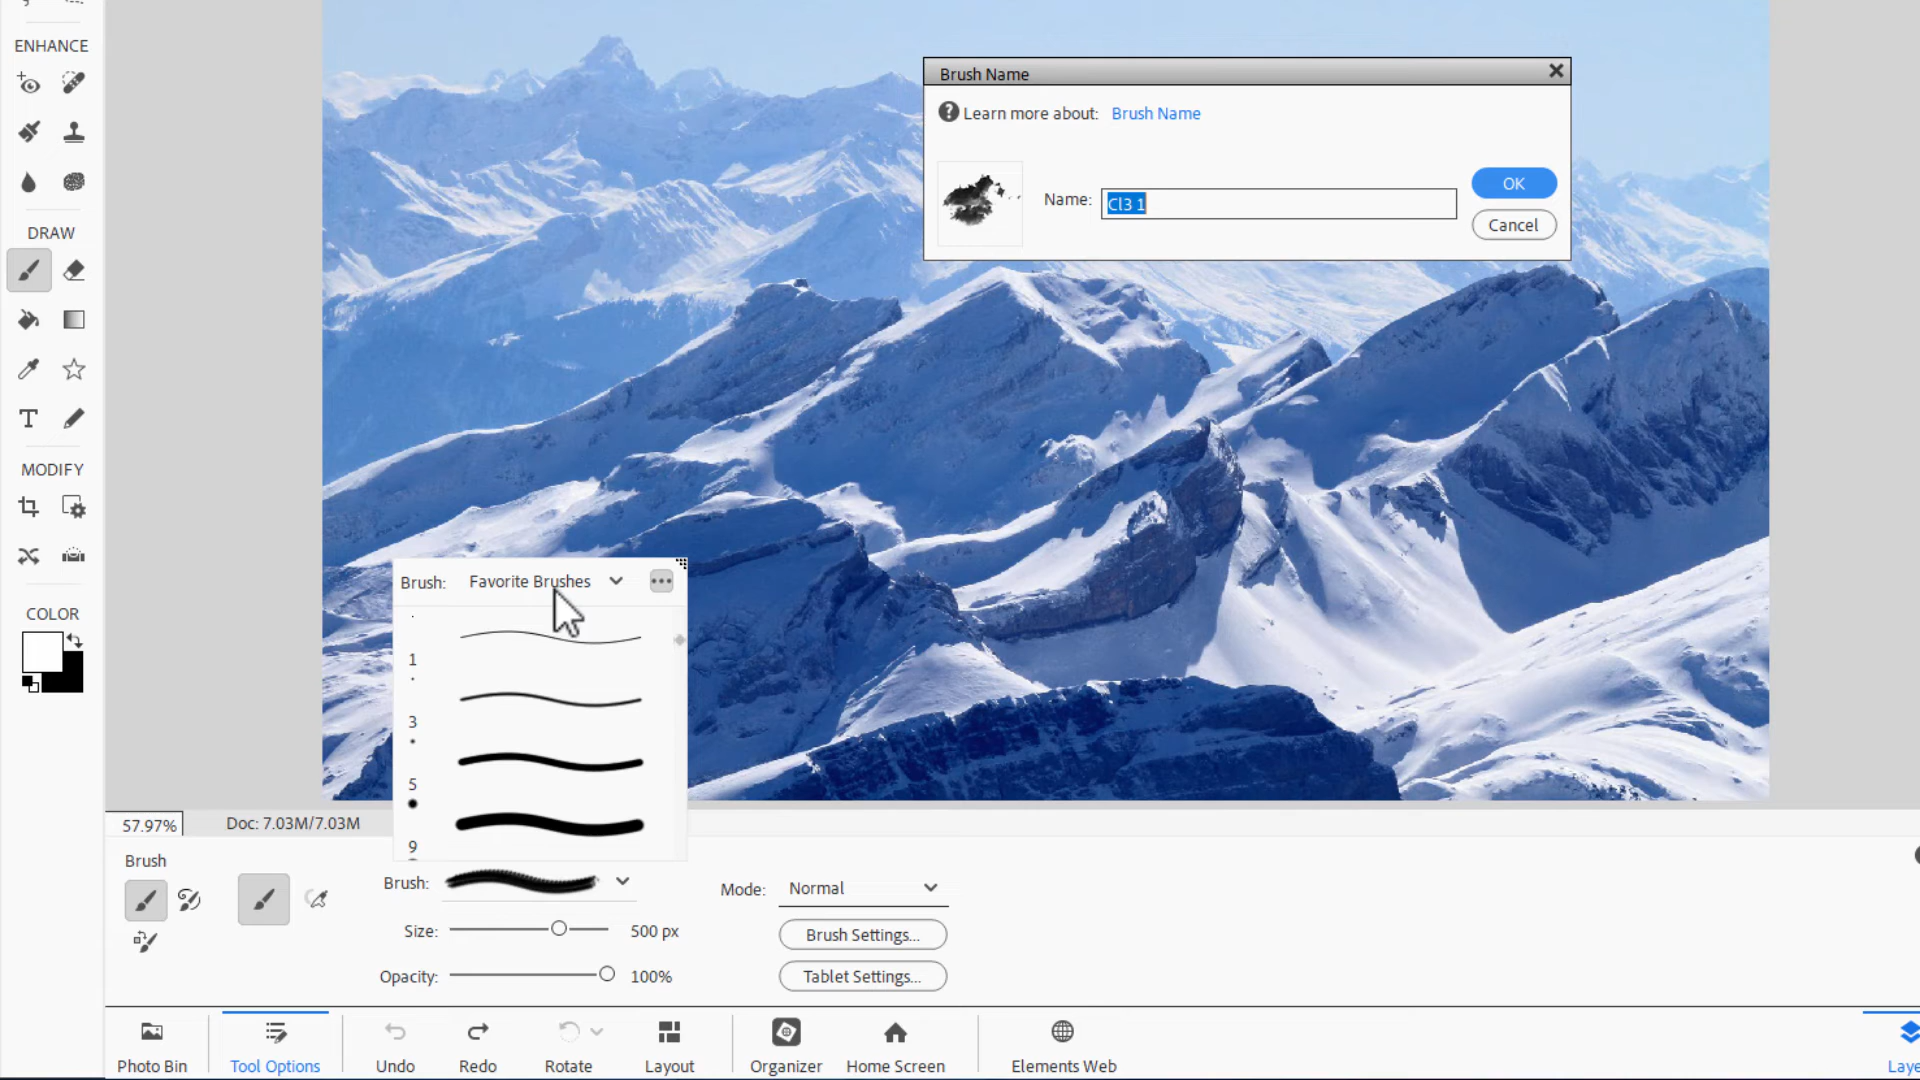 ENHANCE
DRAW
MODIFY
COLOR
Brush Name
Learn more about: Brush Name
Name: Cl3 1
OK
Cancel
Brush: Favorite Brushes
1
3
5
9
57.97% Doc: 7.03M/7.03M
Brush
Brush:
Size: 500 px
Opacity: 100%
Mode: Normal
Brush Settings...
Tablet Settings...
Photo Bin Tool Options Undo Redo Rotate Layout Organizer Home Screen Elements Web